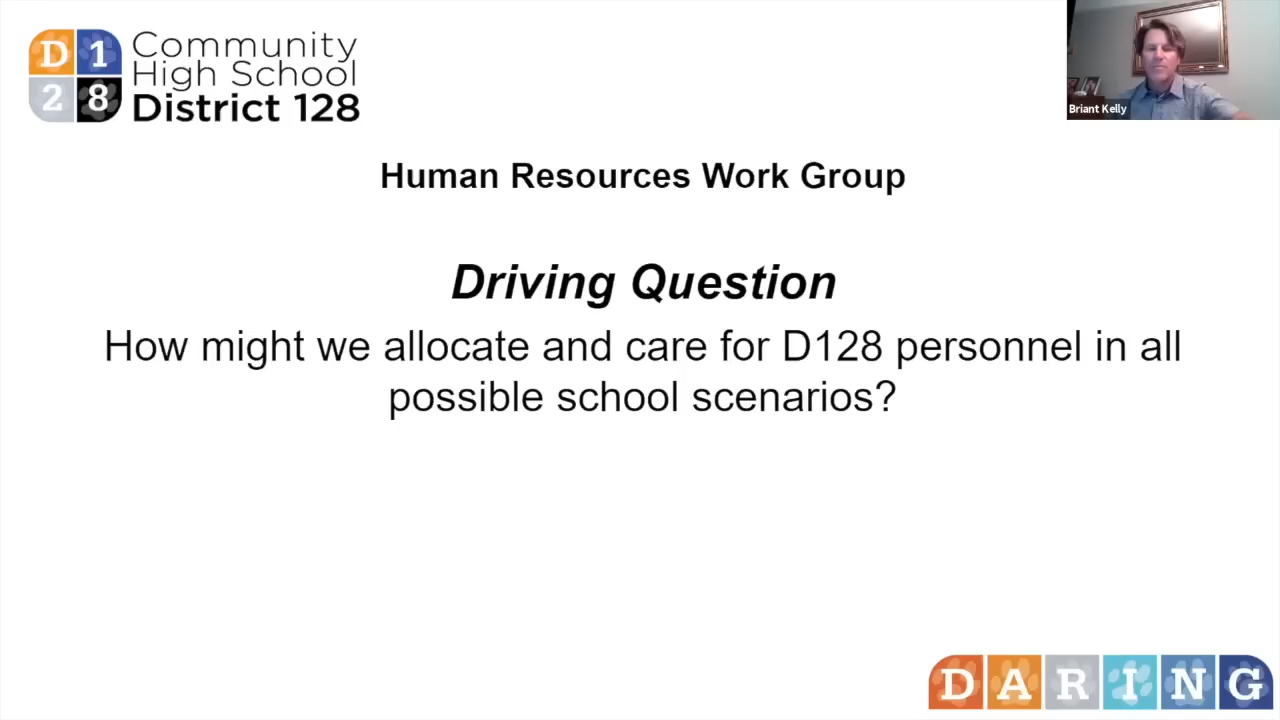 D1
28
Community
High School
District 128
Briant Kelly
Human Resources Work Group
Driving Question
How might we allocate and care for D128 personnel in all
possible school scenarios?
DARING